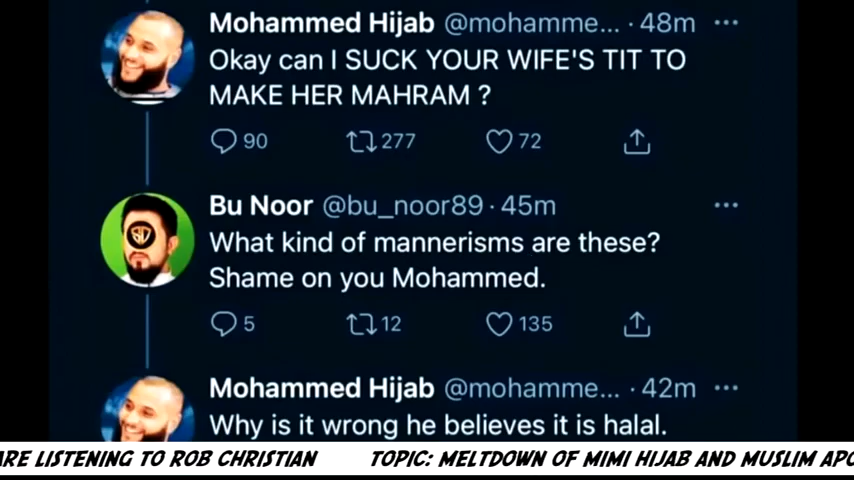 Mohammed Hijab @mohamme... · 48m
Okay can I SUCK YOUR WIFE'S TIT TO
MAKE HER MAHRAM ?
90 277 72
Bu Noor @bu_noor89 · 45m
What kind of mannerisms are these?
Shame on you Mohammed.
5 12 135
Mohammed Hijab @mohamme... · 42m
Why is it wrong he believes it is halal.
ARE LISTENING TO ROB CHRISTIAN TOPIC: MELTDOWN OF MIMI HIJAB AND MUSLIM APO